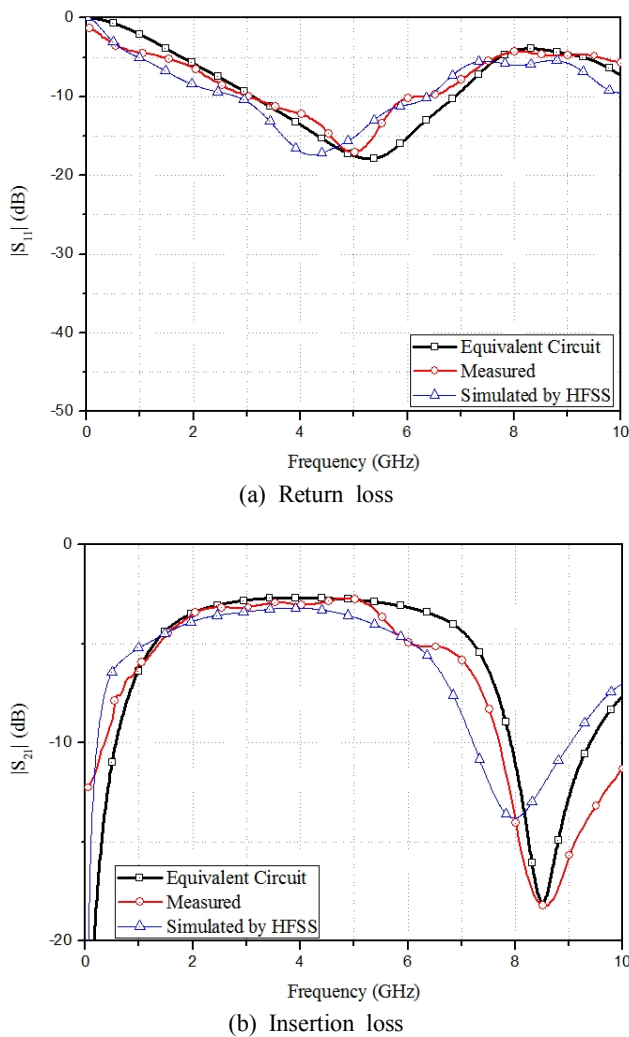 0
-10
-20
-30
-40
-50
|S11| (dB)
Equivalent Circuit
Measured
Simulated by HFSS
0 2 4 6 8 10
Frequency (GHz)
(a) Return loss
0
-10
-20
|S21| (dB)
Equivalent Circuit
Measured
Simulated by HFSS
0 2 4 6 8 10
Frequency (GHz)
(b) Insertion loss